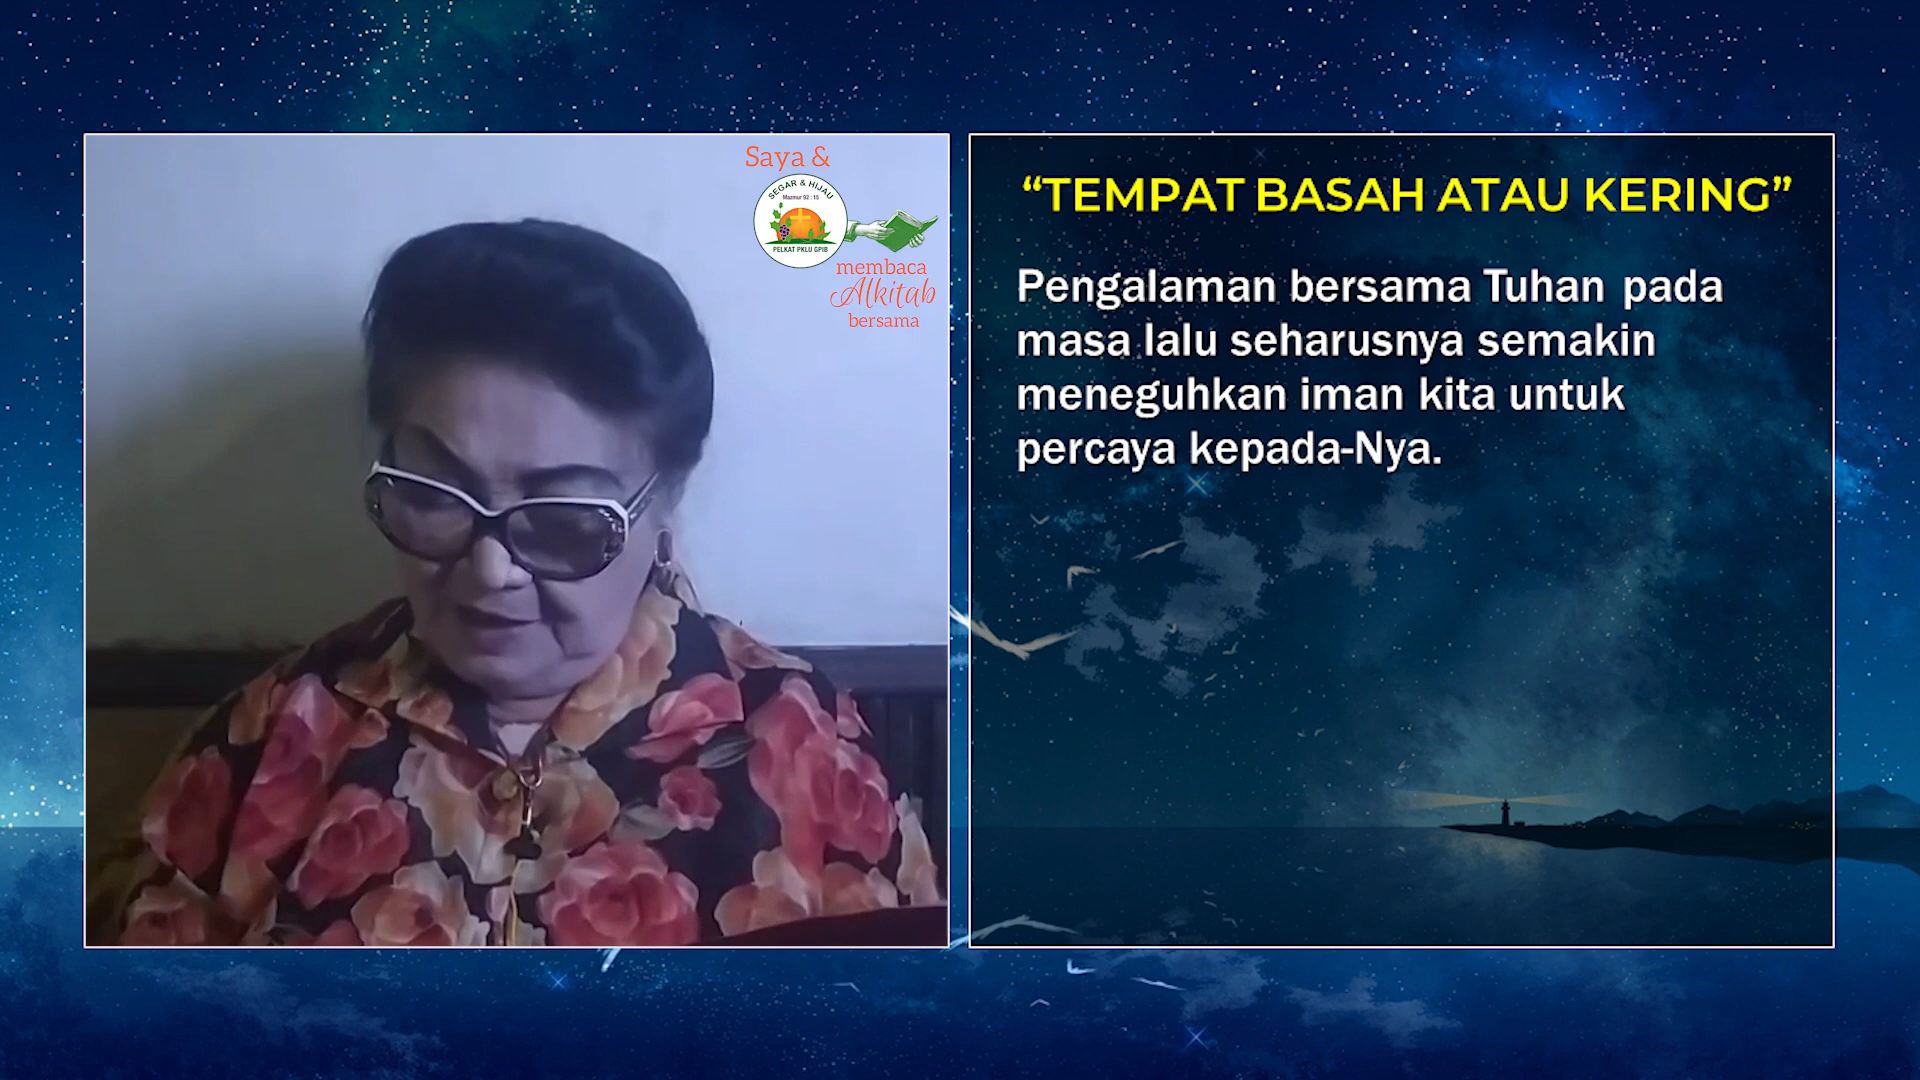 Saya &
SEGAR & HIJAU
Mazmur 92 : 15
PELKAT PKLU GPIB
membaca
Alkitab
bersama
“TEMPAT BASAH ATAU KERING”
Pengalaman bersama Tuhan pada
masa lalu seharusnya semakin
meneguhkan iman kita untuk
percaya kepada-Nya.